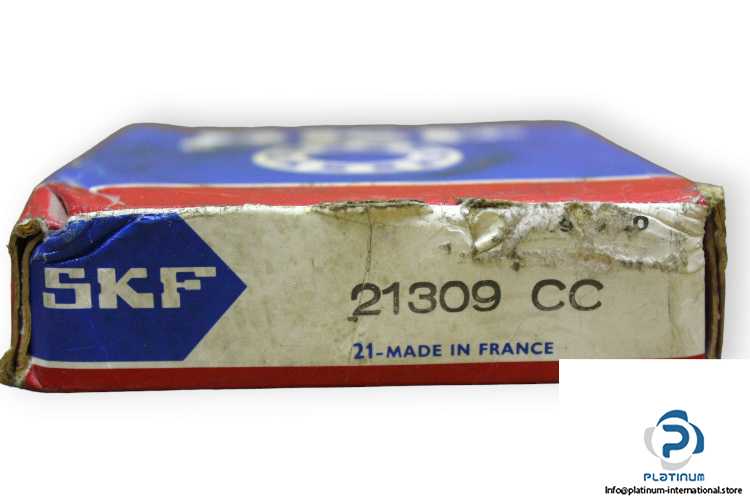 SKF
21309 CC
21-MADE IN FRANCE
PLATINUM
Info@platinum-international.store